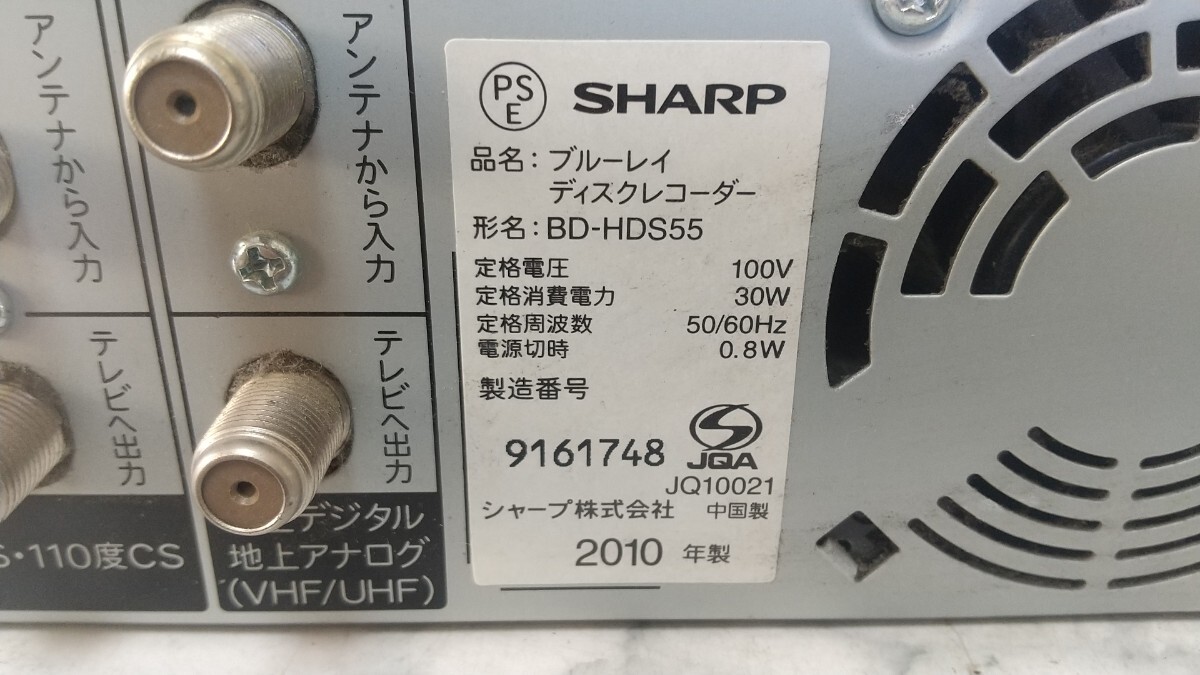 アンテナから入力
テレビへ出力
・110度CS
アンテナから入力
テレビへ出力
デジタル
地上アナログ
(VHF/UHF)
PS
E
SHARP
品名：ブルーレイ
ディスクレコーダー
形名：BD-HDS55
定格電圧 100V
定格消費電力 30W
定格周波数 50/60Hz
電源切時 0.8W
製造番号
9161748
JQA
JQ10021
シャープ株式会社 中国製
2010 年製